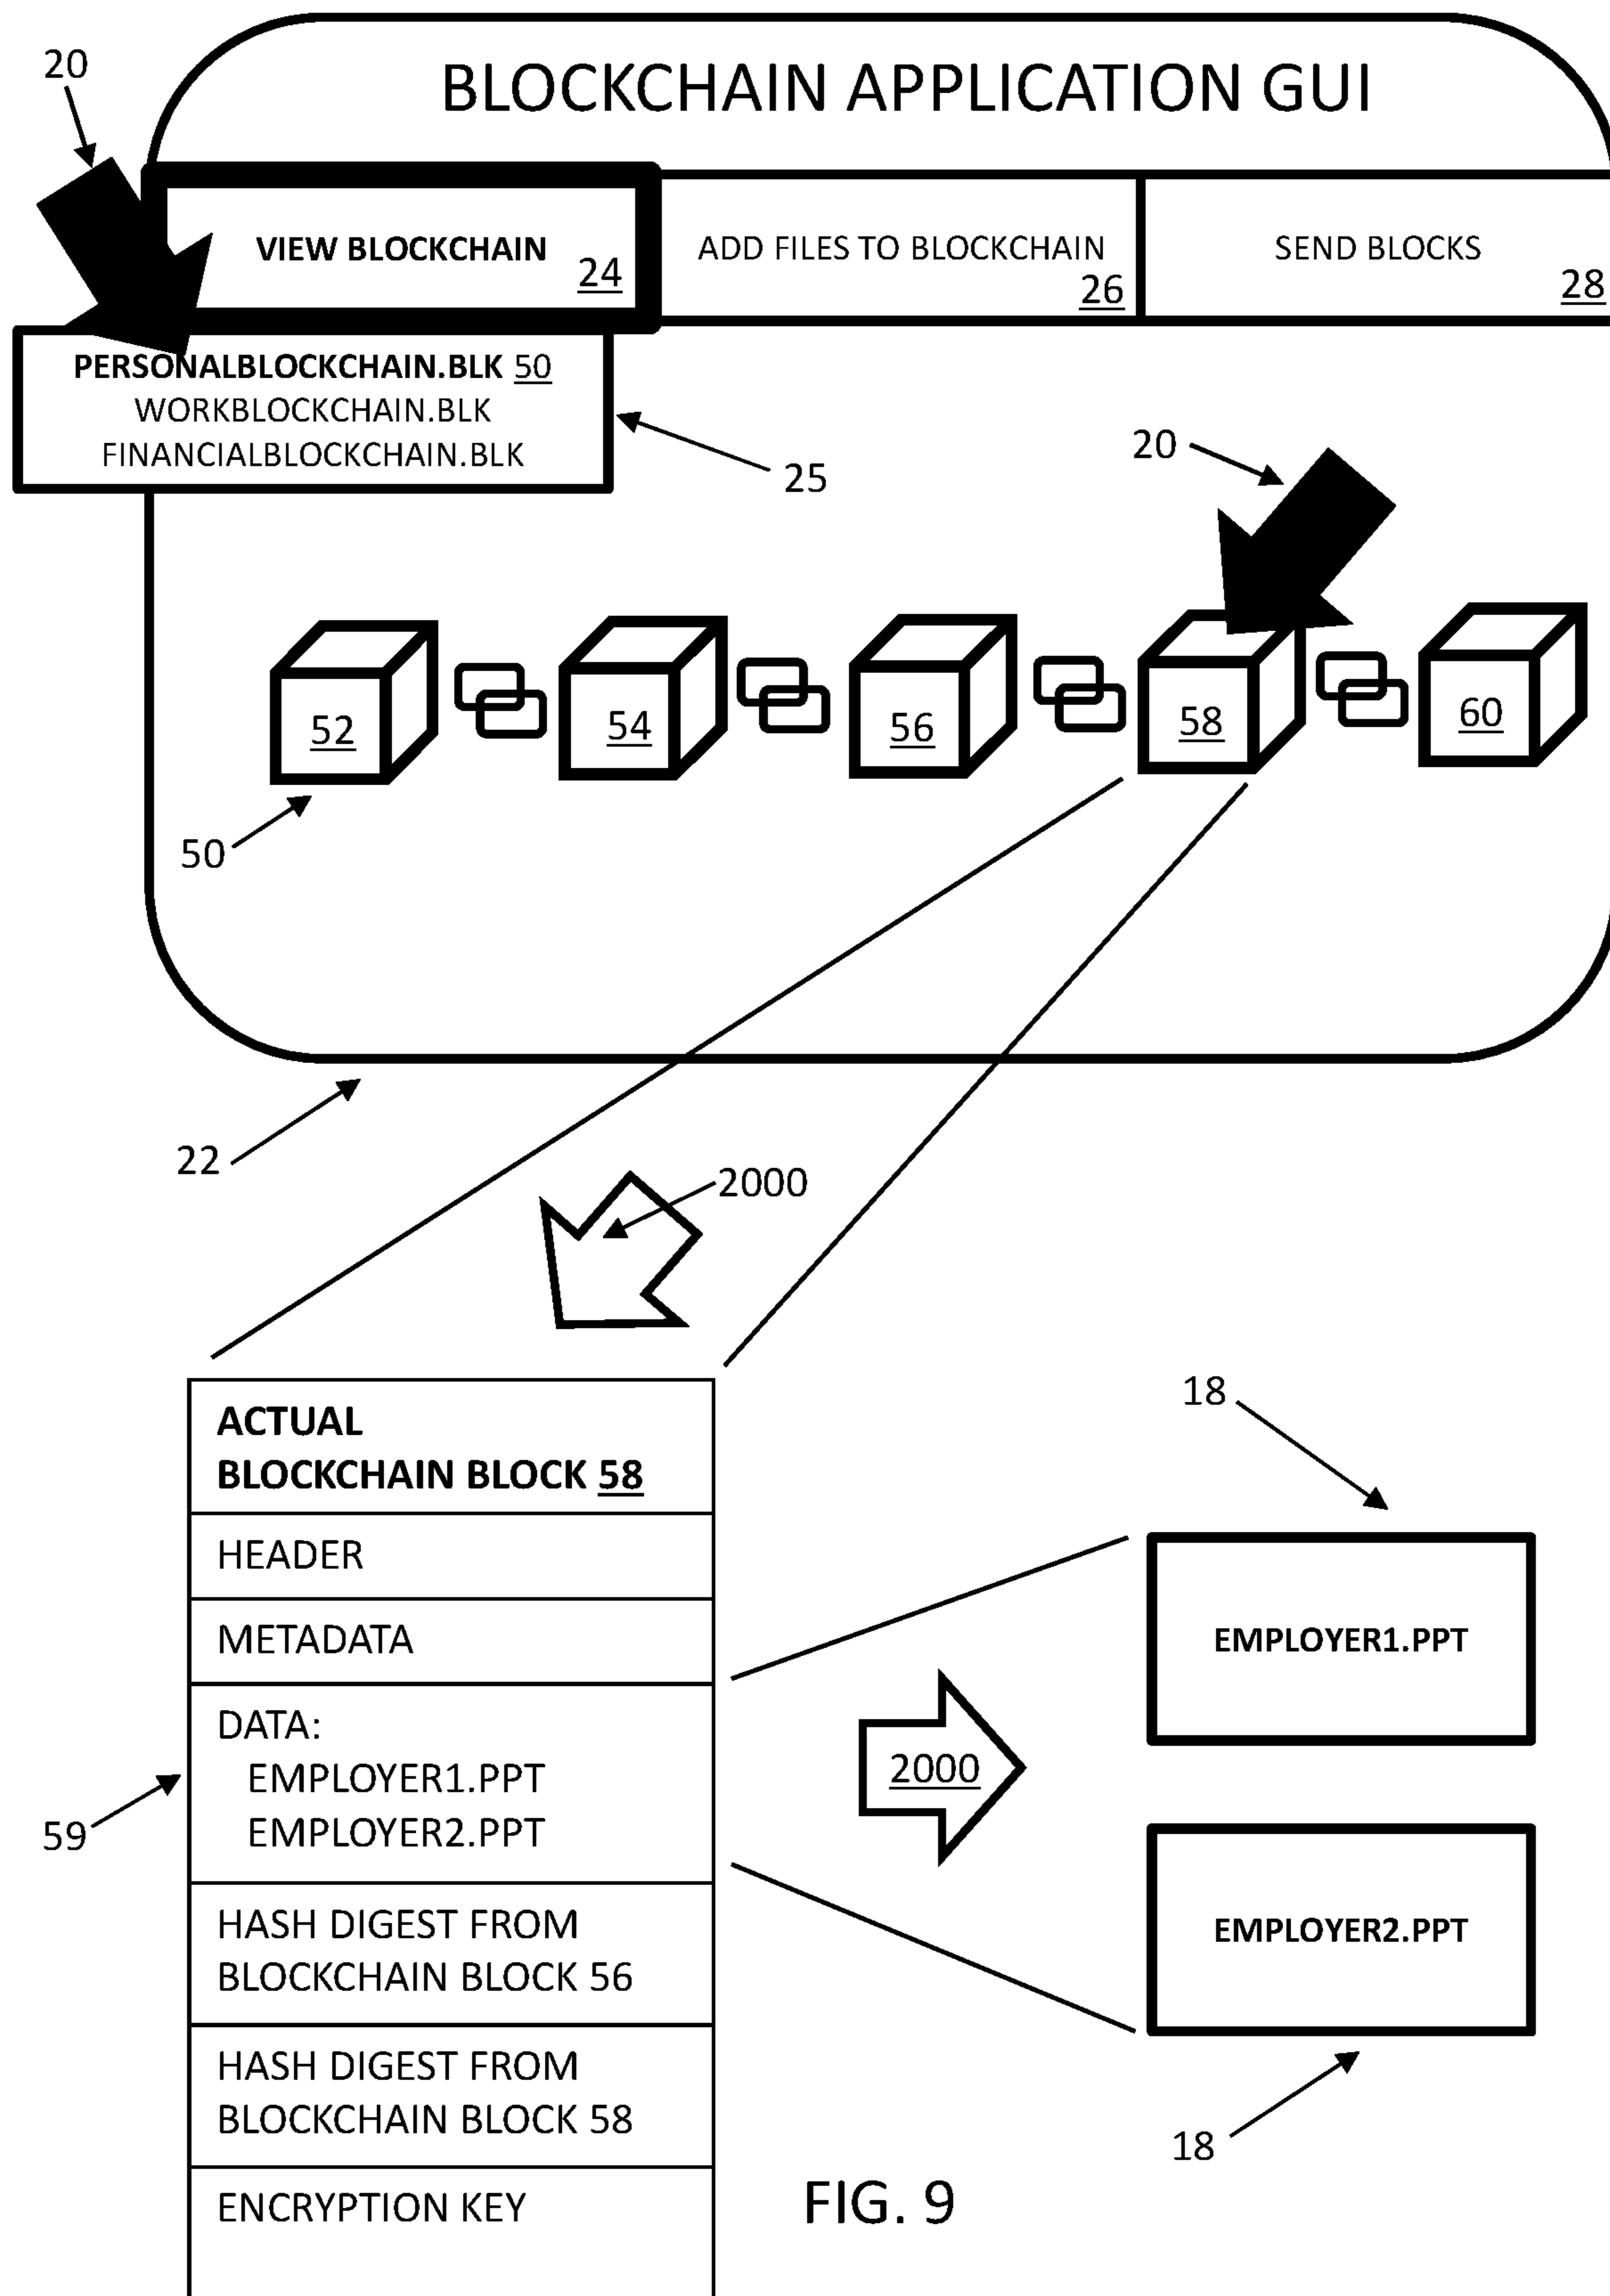 BLOCKCHAIN APPLICATION GUI
20
VIEW BLOCKCHAIN 24
ADD FILES TO BLOCKCHAIN 26
SEND BLOCKS 28
PERSONALBLOCKCHAIN.BLK 50
WORKBLOCKCHAIN.BLK
FINANCIALBLOCKCHAIN.BLK
25
20
52
54
56
58
60
50
22
2000
ACTUAL
BLOCKCHAIN BLOCK 58
HEADER
METADATA
DATA:
EMPLOYER1.PPT
EMPLOYER2.PPT
59
HASH DIGEST FROM
BLOCKCHAIN BLOCK 56
HASH DIGEST FROM
BLOCKCHAIN BLOCK 58
ENCRYPTION KEY
2000
18
EMPLOYER1.PPT
EMPLOYER2.PPT
18
FIG. 9